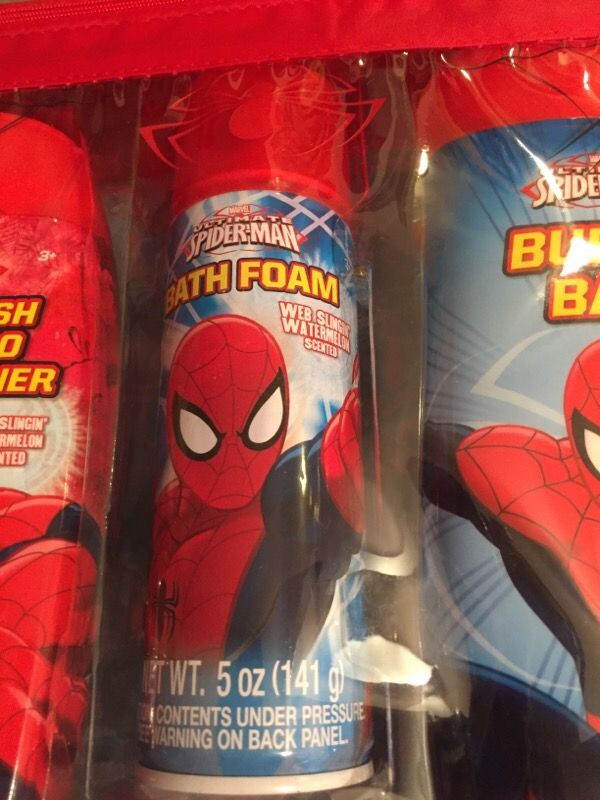 3+
SH
O
NER
SLINGIN'
RMELON
NTED
MARVEL
ULTIMATE
SPIDER-MAN
BATH FOAM
WEB SLINGIN'
WATERMELON
SCENTED
NET WT. 5 OZ (141 g)
CONTENTS UNDER PRESSURE
SEE WARNING ON BACK PANEL.
SPIDE
BU
BA